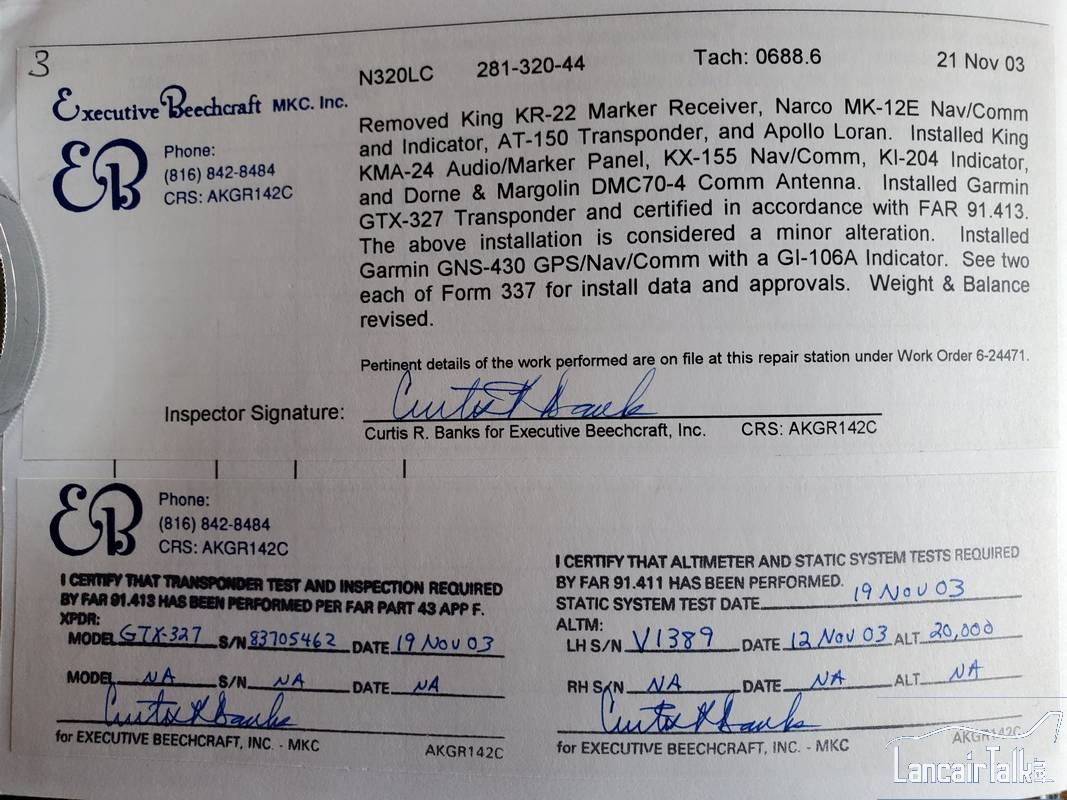 3
N320LC 281-320-44 Tach: 0688.6 21 Nov 03
Executive Beechcraft MKC. Inc.
EB
Phone:
(816) 842-8484
CRS: AKGR142C
Removed King KR-22 Marker Receiver, Narco MK-12E Nav/Comm
and Indicator, AT-150 Transponder, and Apollo Loran. Installed King
KMA-24 Audio/Marker Panel, KX-155 Nav/Comm, KI-204 Indicator,
and Dorne & Margolin DMC70-4 Comm Antenna. Installed Garmin
GTX-327 Transponder and certified in accordance with FAR 91.413.
The above installation is considered a minor alteration. Installed
Garmin GNS-430 GPS/Nav/Comm with a GI-106A Indicator. See two
each of Form 337 for install data and approvals. Weight & Balance
revised.
Pertinent details of the work performed are on file at this repair station under Work Order 6-24471.
Inspector Signature: Curtis R Banks
Curtis R. Banks for Executive Beechcraft, Inc. CRS: AKGR142C
EB
Phone:
(816) 842-8484
CRS: AKGR142C
I CERTIFY THAT TRANSPONDER TEST AND INSPECTION REQUIRED
BY FAR 91.413 HAS BEEN PERFORMED PER FAR PART 43 APP F.
XPDR:
MODEL GTX-327 S/N 83705462 DATE 19 Nov 03
MODEL NA S/N NA DATE NA
Curtis R Banks
for EXECUTIVE BEECHCRAFT, INC. - MKC AKGR142C
I CERTIFY THAT ALTIMETER AND STATIC SYSTEM TESTS REQUIRED
BY FAR 91.411 HAS BEEN PERFORMED.
STATIC SYSTEM TEST DATE 19 Nov 03
ALTM:
LH S/N V1389 DATE 12 Nov 03 ALT 20,000
RH S/N NA DATE NA ALT NA
Curtis R Banks
for EXECUTIVE BEECHCRAFT, INC. - MKC AKGR142C
LancairTalk.net